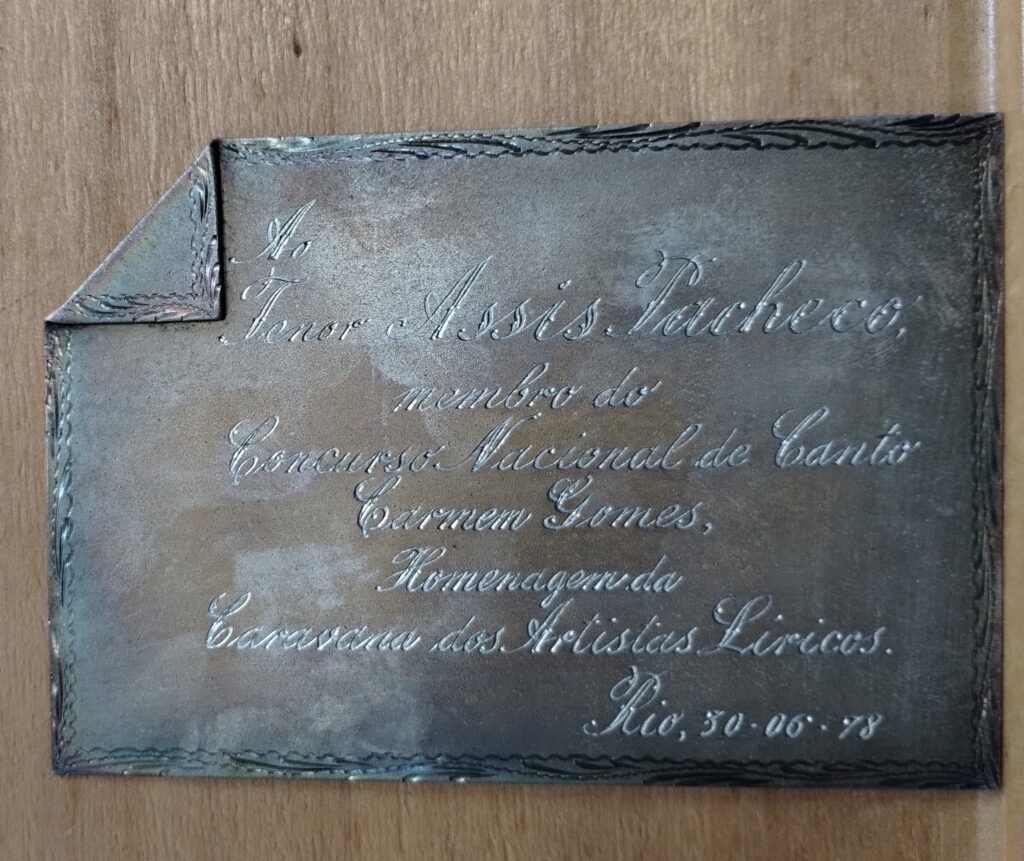 Ao
Tenor Assis Pacheco,
membro do
Concurso Nacional de Canto
Carmem Gomes,
Homenagem da
Caravana dos Artistas Líricos.
Rio, 30-06-78